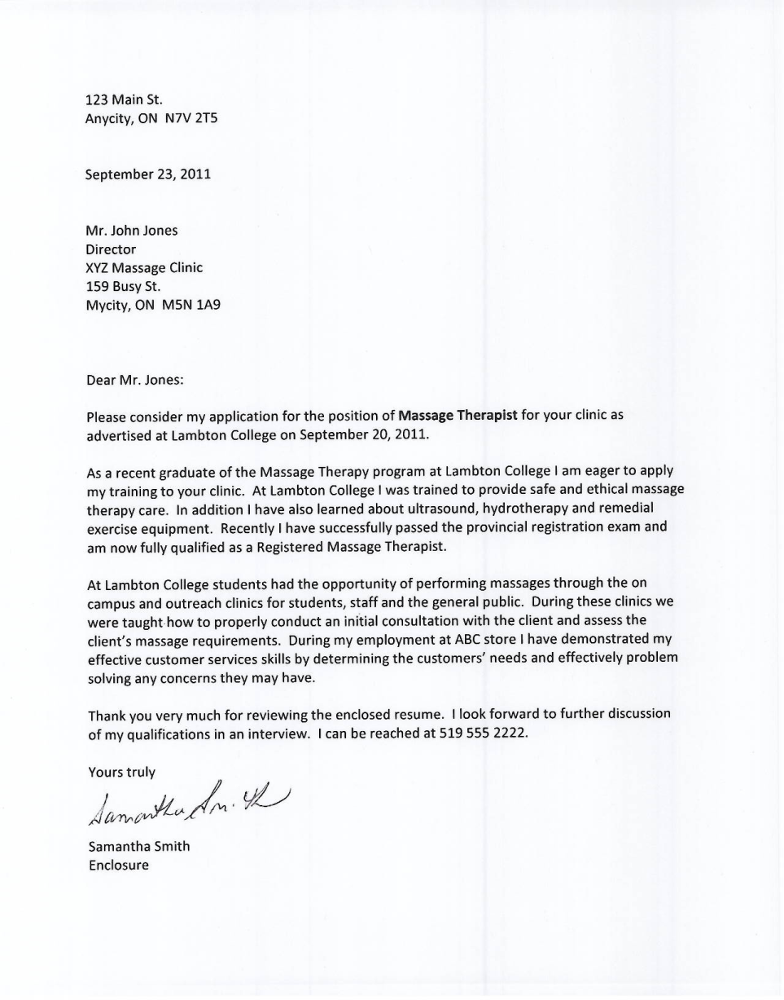 123 Main St.
Anycity, ON  N7V 2T5
September 23, 2011
Mr. John Jones
Director
XYZ Massage Clinic
159 Busy St.
Mycity, ON  M5N 1A9
Dear Mr. Jones:
Please consider my application for the position of Massage Therapist for your clinic as
advertised at Lambton College on September 20, 2011.
As a recent graduate of the Massage Therapy program at Lambton College I am eager to apply
my training to your clinic.  At Lambton College I was trained to provide safe and ethical massage
therapy care.  In addition I have also learned about ultrasound, hydrotherapy and remedial
exercise equipment.  Recently I have successfully passed the provincial registration exam and
am now fully qualified as a Registered Massage Therapist.
At Lambton College students had the opportunity of performing massages through the on
campus and outreach clinics for students, staff and the general public.  During these clinics we
were taught how to properly conduct an initial consultation with the client and assess the
client's massage requirements.  During my employment at ABC store I have demonstrated my
effective customer services skills by determining the customers' needs and effectively problem
solving any concerns they may have.
Thank you very much for reviewing the enclosed resume.  I look forward to further discussion
of my qualifications in an interview.  I can be reached at 519 555 2222.
Yours truly
Samantha Smith
Samantha Smith
Enclosure